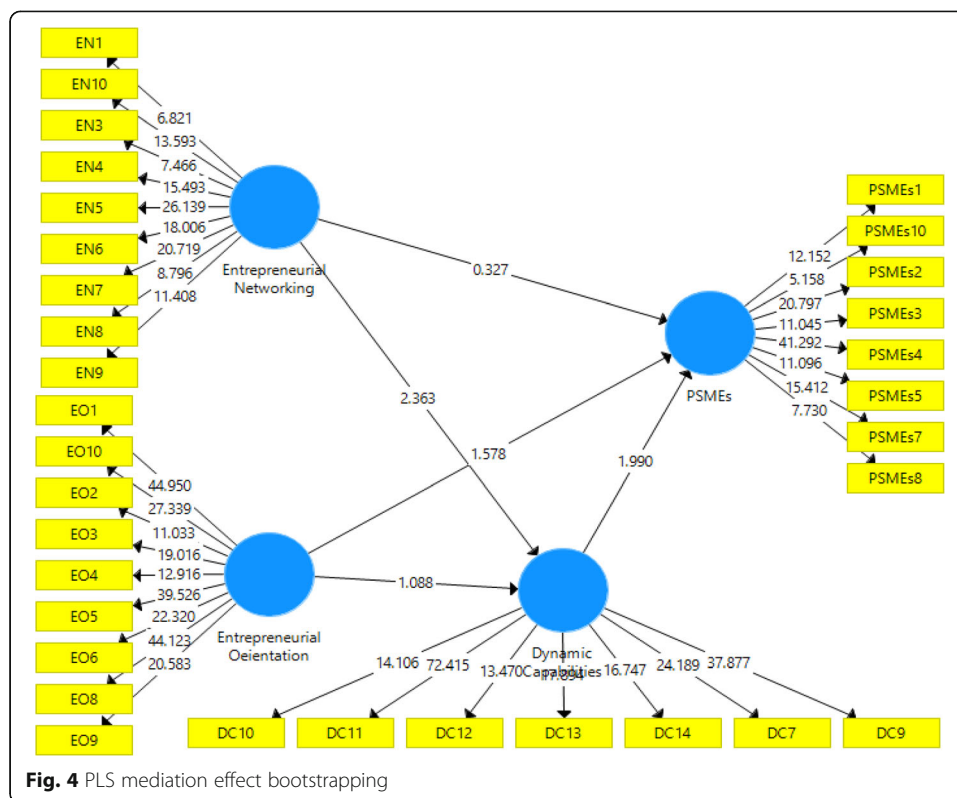 EN1
EN10
EN3
EN4
EN5
EN6
EN7
EN8
EN9
6.821
13.593
7.466
15.493
26.139
18.006
20.719
8.796
11.408
Entrepreneurial
Networking
0.327
2.363
1.578
1.990
1.088
PSMEs
12.152
5.158
20.797
11.045
41.292
11.096
15.412
7.730
PSMEs1
PSMEs10
PSMEs2
PSMEs3
PSMEs4
PSMEs5
PSMEs7
PSMEs8
EO1
EO10
EO2
EO3
EO4
EO5
EO6
EO8
EO9
44.950
27.339
11.033
19.016
12.916
39.526
22.320
44.123
20.583
Entrepreneurial
Oeientation
Dynamic
Capabilities
14.106
72.415
13.470
16.747
24.189
37.877
DC10
DC11
DC12
DC13
DC14
DC7
DC9
Fig. 4 PLS mediation effect bootstrapping